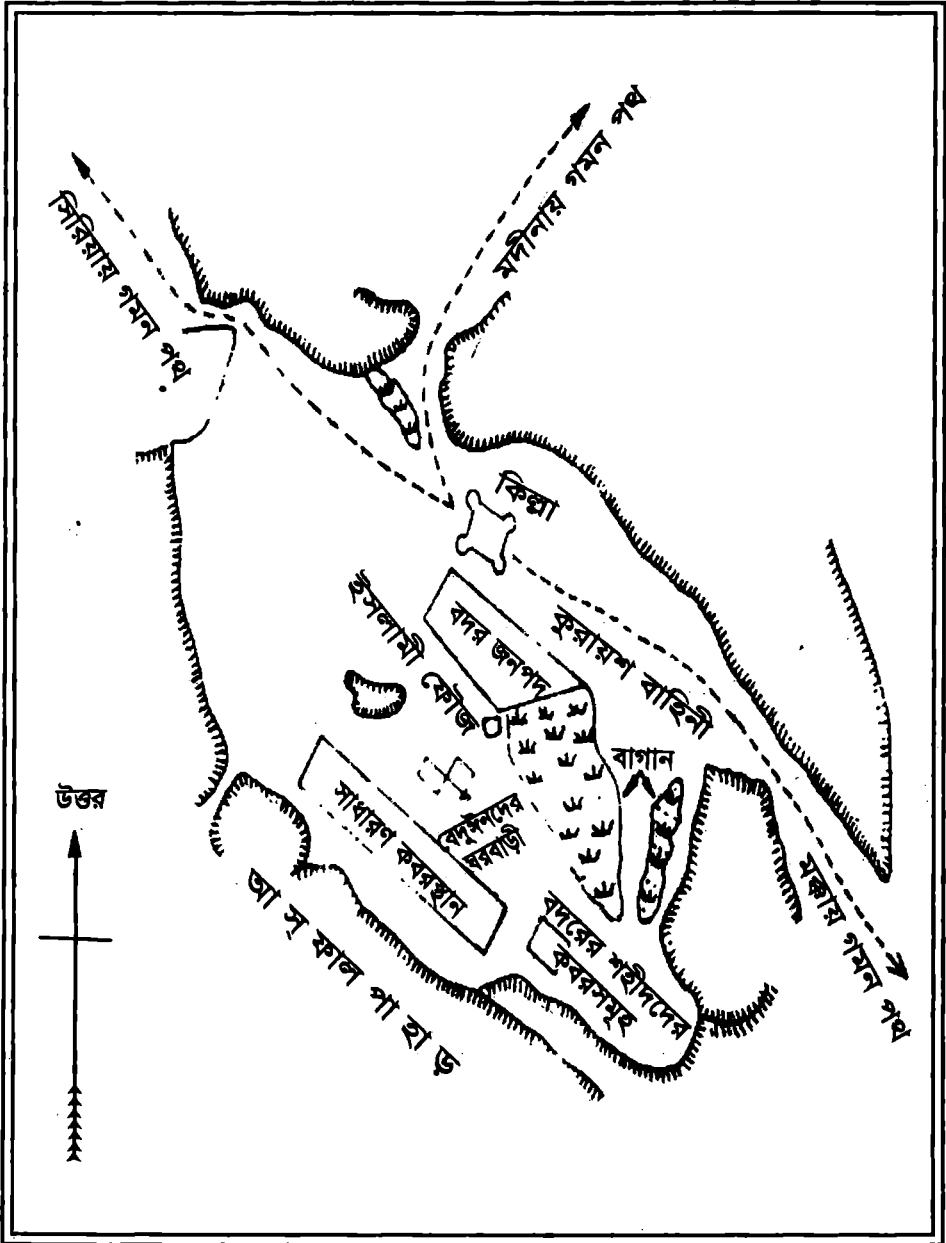 মদীনায় গমন পথ
সিরিয়ায় গমন পথ
কিল্লা
ইসলামী ফৌজ
বদর জনপদ
কুরায়শ বাহিনী
বাগান
উত্তর
সাধারণ কবরস্থান
বেদুঈনদের
ঘরবাড়ী
মক্কায় গমন পথ
বদরের শহীদদের
কবরসমূহ
আ স্ ফাল পা হা ড়